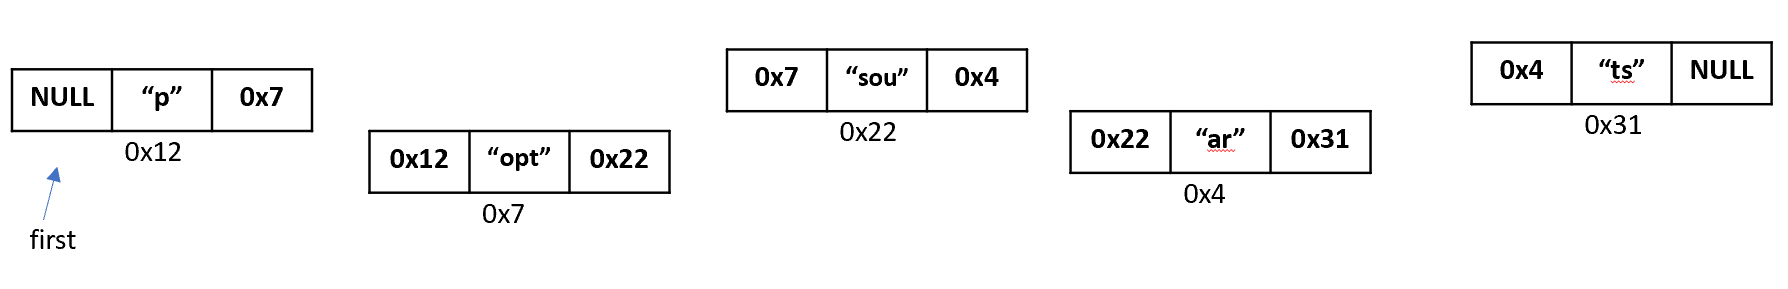 NULL “p” 0x7
0x12
first
0x12 “opt” 0x22
0x7
0x7 “sou” 0x4
0x22
0x22 “ar” 0x31
0x4
0x4 “ts” NULL
0x31